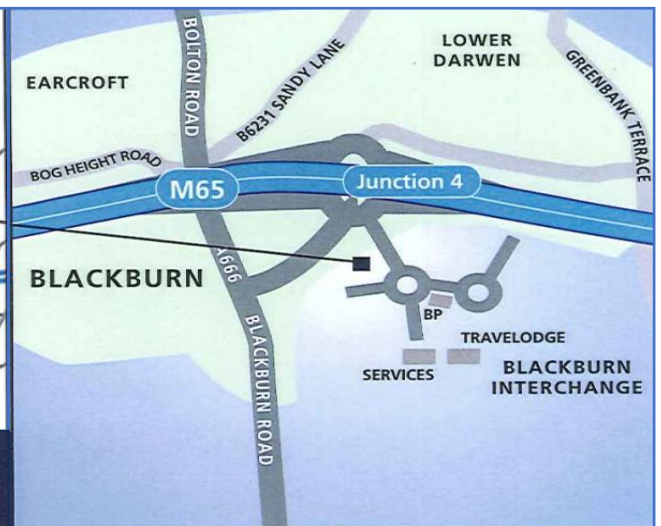 BOLTON ROAD
LOWER
DARWEN
EARCROFT
B6231 SANDY LANE
GREENBANK TERRACE
BOG HEIGHT ROAD
M65
Junction 4
A666
BLACKBURN
BP
TRAVELODGE
SERVICES
BLACKBURN
INTERCHANGE
BLACKBURN ROAD